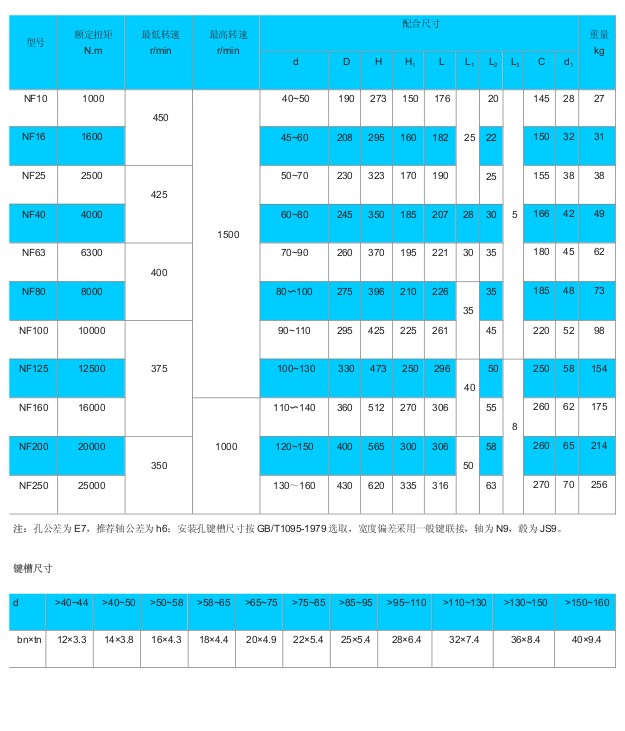 型号 额定扭矩 N.m 最低转速 r/min 最高转速 r/min 配合尺寸 重量 kg
d D H H1 L L1 L2 L3 C d1
NF10 1000 450 1500 40~50 190 273 150 176 25 20 5 145 28 27
NF16 1600 45~60 208 295 160 182 22 150 32 31
NF25 2500 425 50~70 230 323 170 190 25 155 38 38
NF40 4000 60~80 245 350 185 207 28 30 166 42 49
NF63 6300 400 70~90 260 370 195 221 30 35 180 45 62
NF80 8000 80~100 275 396 210 226 35 35 185 48 73
NF100 10000 375 90~110 295 425 225 261 45 220 52 98
NF125 12500 100~130 330 473 250 296 40 50 8 250 58 154
NF160 16000 1000 110~140 360 512 270 306 55 260 62 175
NF200 20000 350 120~150 400 565 300 306 50 58 260 65 214
NF250 25000 130～160 430 620 335 316 63 270 70 256
注：孔公差为 E7，推荐轴公差为 h6；安装孔键槽尺寸按 GB/T1095-1979 选取，宽度偏差采用一般键联接，轴为 N9，毂为 JS9。
键槽尺寸
d >40~44 >40~50 >50~58 >58~65 >65~75 >75~85 >85~95 >95~110 >110~130 >130~150 >150~160
bn×tn 12×3.3 14×3.8 16×4.3 18×4.4 20×4.9 22×5.4 25×5.4 28×6.4 32×7.4 36×8.4 40×9.4